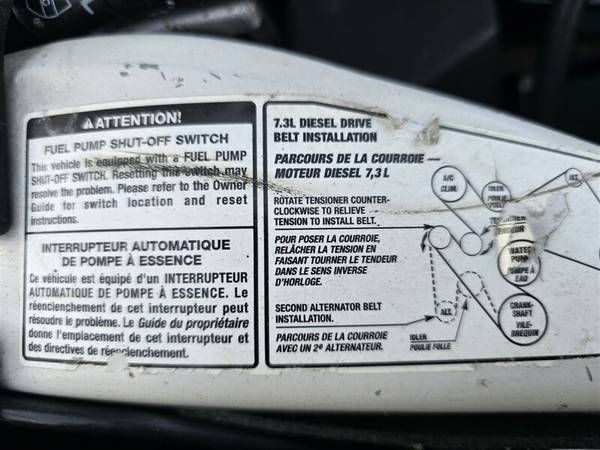 ATTENTION!
FUEL PUMP SHUT-OFF SWITCH
This vehicle is equipped with a FUEL PUMP
SHUT-OFF SWITCH. Resetting this switch may
resolve the problem. Please refer to the Owner
Guide for switch location and reset
instructions.
INTERRUPTEUR AUTOMATIQUE
DE POMPE À ESSENCE
Ce véhicule est équipé d'un INTERRUPTEUR
AUTOMATIQUE DE POMPE À ESSENCE. Le
réenclenchement de cet interrupteur peut
résoudre le problème. Le Guide du propriétaire
donne l'emplacement de cet interrupteur et
des directives de réenclenchement.
7.3L DIESEL DRIVE
BELT INSTALLATION
PARCOURS DE LA COURROIE —
MOTEUR DIESEL 7,3 L
ROTATE TENSIONER COUNTER-
CLOCKWISE TO RELIEVE
TENSION TO INSTALL BELT.
POUR POSER LA COURROIE,
RELÂCHER LA TENSION EN
FAISANT TOURNER LE TENDEUR
DANS LE SENS INVERSE
D'HORLOGE.
SECOND ALTERNATOR BELT
INSTALLATION.
PARCOURS DE LA COURROIE
AVEC UN 2e ALTERNATEUR.
A/C
CLIM.
IDLER
POULIE
FOLLE
ALT.
TENSIONER
TENDEUR
WATER
PUMP
POMPE À
EAU
ALT.
CRANK-
SHAFT
VILE-
BREQUIN
IDLER
POULIE FOLLE